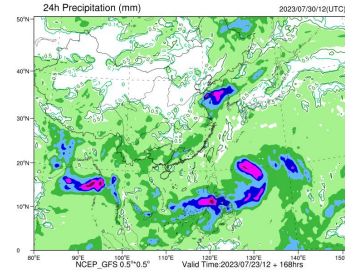 24h Precipitation (mm) 2023/07/30/12(UTC)
50°N
40°N
30°N
20°N
10°N
0
80°E 90°E 100°E 110°E 120°E 130°E 140°E 150
NCEP_GFS 0.5°*0.5° Valid Time:2023/07/23/12 + 168hrs